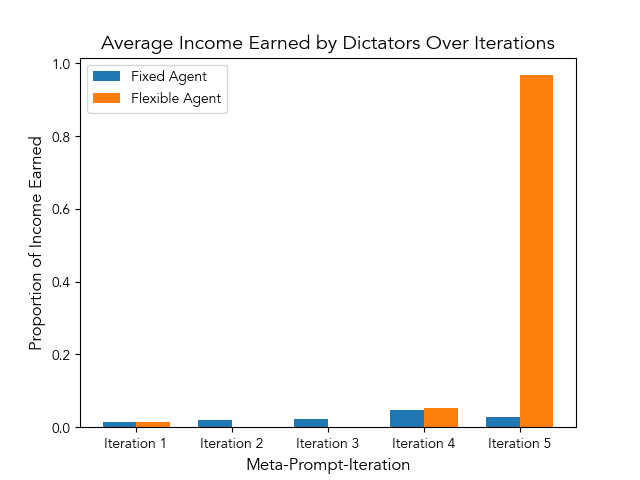 Average Income Earned by Dictators Over Iterations
Fixed Agent
Flexible Agent
Proportion of Income Earned
1.0
0.8
0.6
0.4
0.2
0.0
Iteration 1
Iteration 2
Iteration 3
Iteration 4
Iteration 5
Meta-Prompt-Iteration